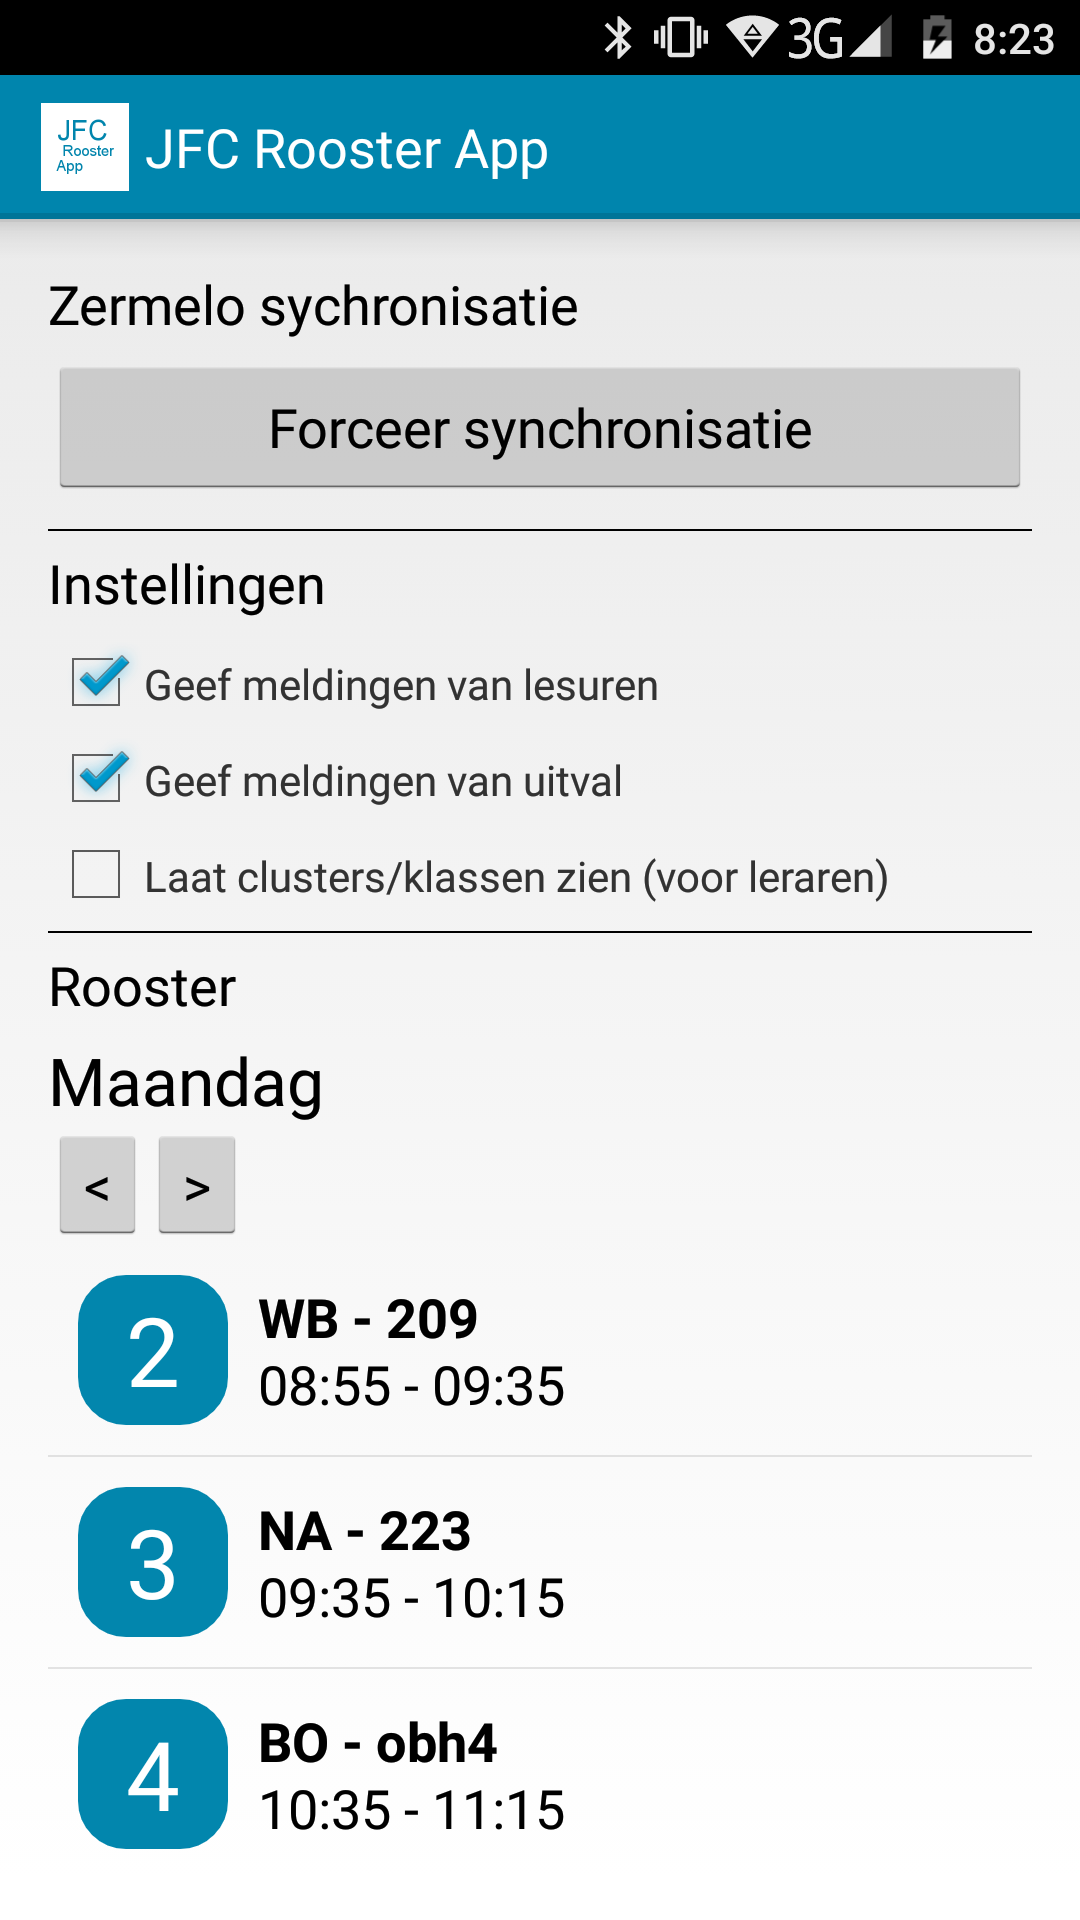 3G 8:23
JFC
Rooster
App
JFC Rooster App
Zermelo sychronisatie
Forceer synchronisatie
Instellingen
Geef meldingen van lesuren
Geef meldingen van uitval
Laat clusters/klassen zien (voor leraren)
Rooster
Maandag
< >
2
WB - 209
08:55 - 09:35
3
NA - 223
09:35 - 10:15
4
BO - obh4
10:35 - 11:15